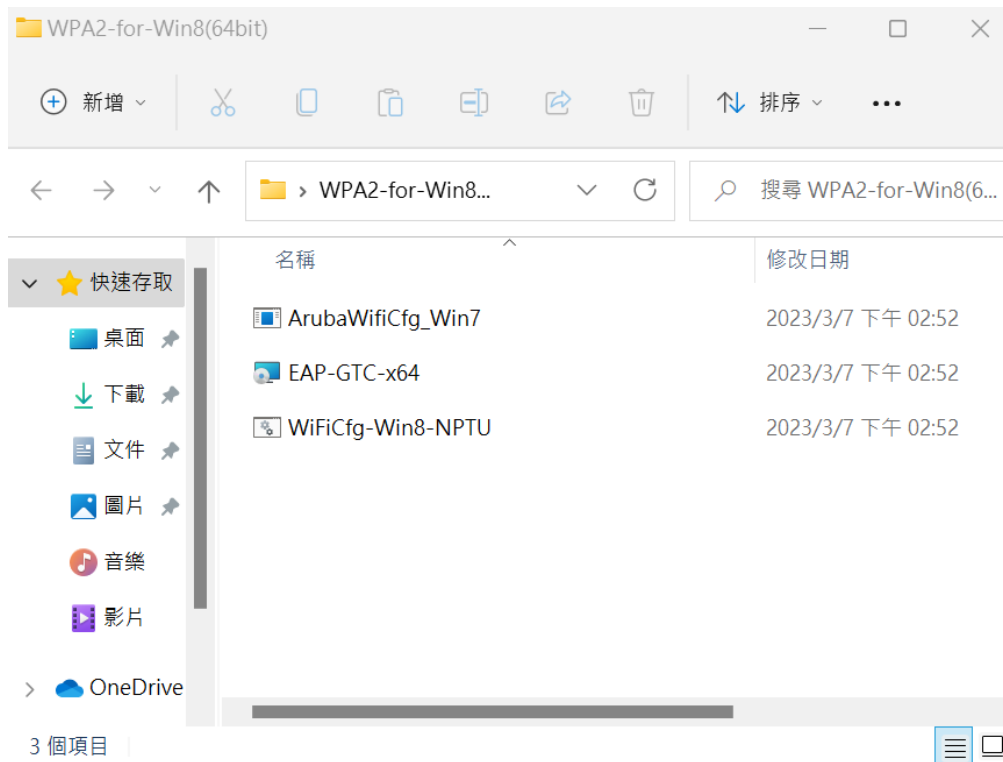 WPA2-for-Win8(64bit)
新增 排序
WPA2-for-Win8... 搜尋 WPA2-for-Win8(6...
名稱 修改日期
快速存取
ArubaWifiCfg_Win7 2023/3/7 下午 02:52
桌面
EAP-GTC-x64 2023/3/7 下午 02:52
下載
WiFiCfg-Win8-NPTU 2023/3/7 下午 02:52
文件
圖片
音樂
影片
OneDrive
3 個項目